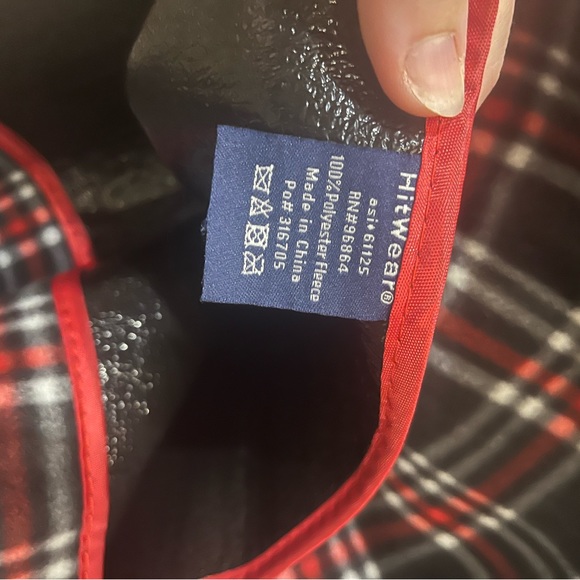 HitWear®
asi♦61125
RN#96864
100%Polyester Fleece
Made in China
Po#316705